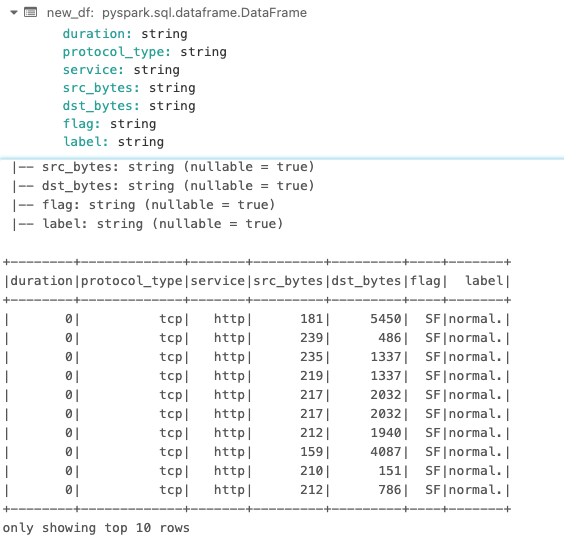 new_df: pyspark.sql.dataframe.DataFrame
duration: string
protocol_type: string
service: string
src_bytes: string
dst_bytes: string
flag: string
label: string
|-- src_bytes: string (nullable = true)
|-- dst_bytes: string (nullable = true)
|-- flag: string (nullable = true)
|-- label: string (nullable = true)
+--------+-------------+-------+---------+---------+----+-------+
|duration|protocol_type|service|src_bytes|dst_bytes|flag|  label|
+--------+-------------+-------+---------+---------+----+-------+
|       0|          tcp|   http|      181|     5450|  SF|normal.|
|       0|          tcp|   http|      239|      486|  SF|normal.|
|       0|          tcp|   http|      235|     1337|  SF|normal.|
|       0|          tcp|   http|      219|     1337|  SF|normal.|
|       0|          tcp|   http|      217|     2032|  SF|normal.|
|       0|          tcp|   http|      217|     2032|  SF|normal.|
|       0|          tcp|   http|      212|     1940|  SF|normal.|
|       0|          tcp|   http|      159|     4087|  SF|normal.|
|       0|          tcp|   http|      210|      151|  SF|normal.|
|       0|          tcp|   http|      212|      786|  SF|normal.|
+--------+-------------+-------+---------+---------+----+-------+
only showing top 10 rows